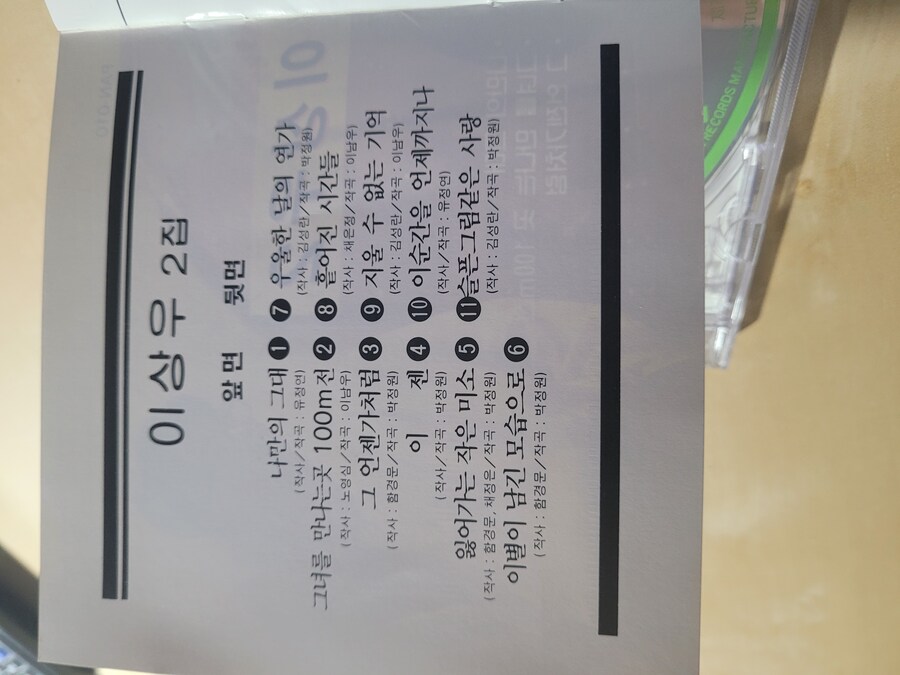 이상우 2집
앞면
나만의 그대 ❶
(작사/작곡 : 유정연)
그녀를 만나는곳 100m전 ❷
(작사 : 노영심/작곡 : 이남우)
그 언젠가처럼 ❸
(작사 : 함경문/작곡 : 박정원)
이 젠 ❹
(작사/작곡 : 박정원)
잃어가는 작은 미소 ❺
(작사 : 함경문, 채정은/작곡 : 박정원)
이별이 남긴 모습으로 ❻
(작사 : 함경문/작곡 : 박정원)
뒷면
❼ 우울한 날의 연가
(작사 : 김성란/작곡 : 박정원)
❽ 흩어진 시간들
(작사 : 채은정/작곡 : 이남우)
❾ 지울 수 없는 기억
(작사 : 김성란/작곡 : 이남우)
❿ 이순간을 언제까지나
(작사/작곡 : 유정연)
⓫ 슬픈그림같은 사랑
(작사 : 김성란/작곡 : 박정원)
RECORDS